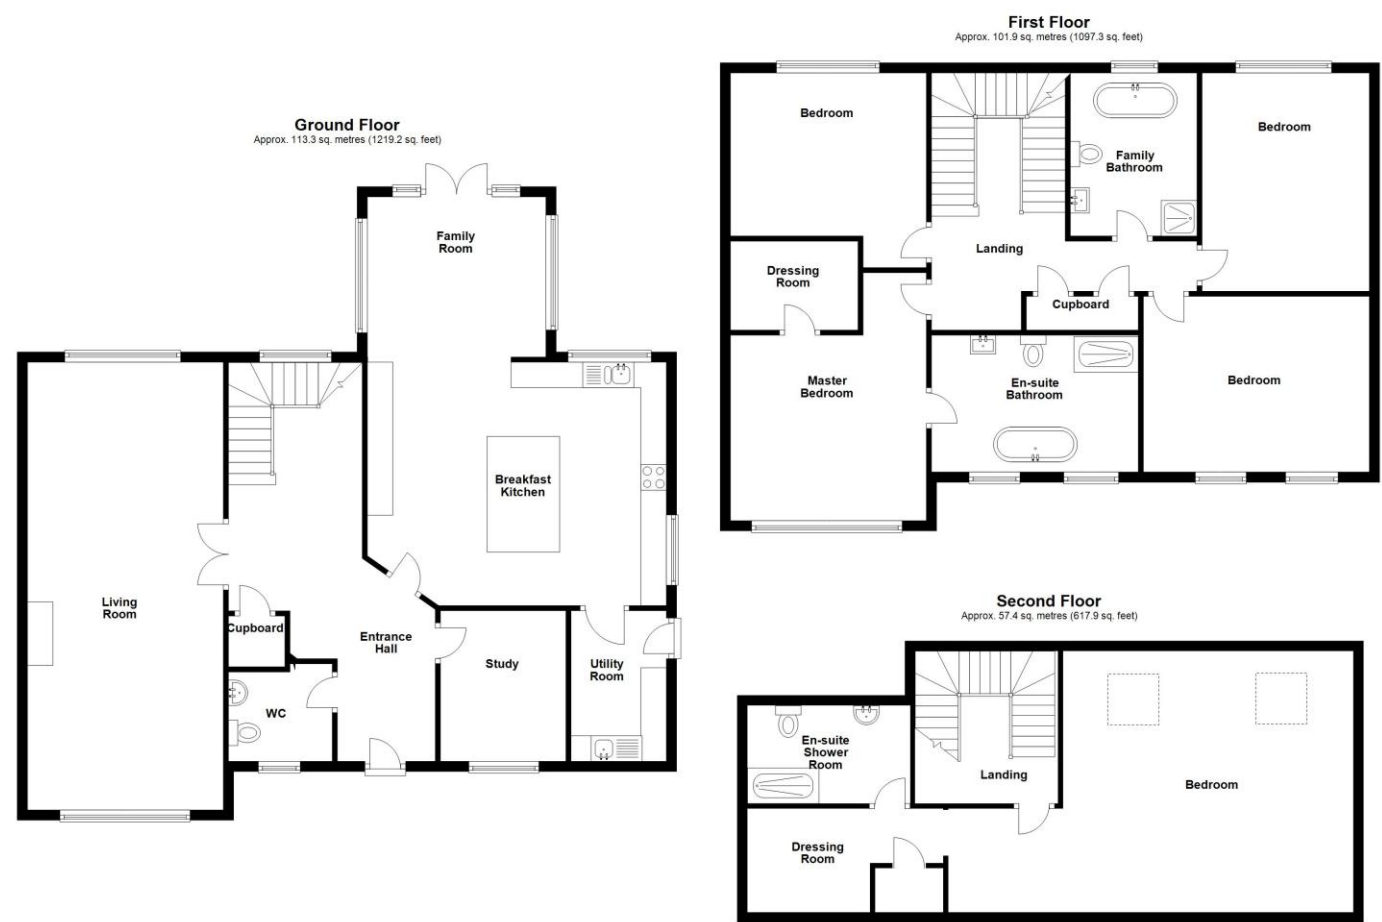 Ground Floor
Approx. 113.3 sq. metres (1219.2 sq. feet)
Family
Room
Breakfast
Kitchen
Living
Room
Cupboard
Entrance
Hall
Study
Utility
Room
WC
First Floor
Approx. 101.9 sq. metres (1097.3 sq. feet)
Bedroom
Family
Bathroom
Bedroom
Landing
Dressing
Room
Cupboard
Master
Bedroom
En-suite
Bathroom
Bedroom
Second Floor
Approx. 57.4 sq. metres (617.9 sq. feet)
En-suite
Shower
Room
Landing
Bedroom
Dressing
Room